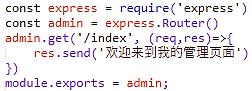 const express = require('express')
const admin = express.Router()
admin.get('/index', (req,res)=>{
    res.send('欢迎来到我的管理页面')
})
module.exports = admin;